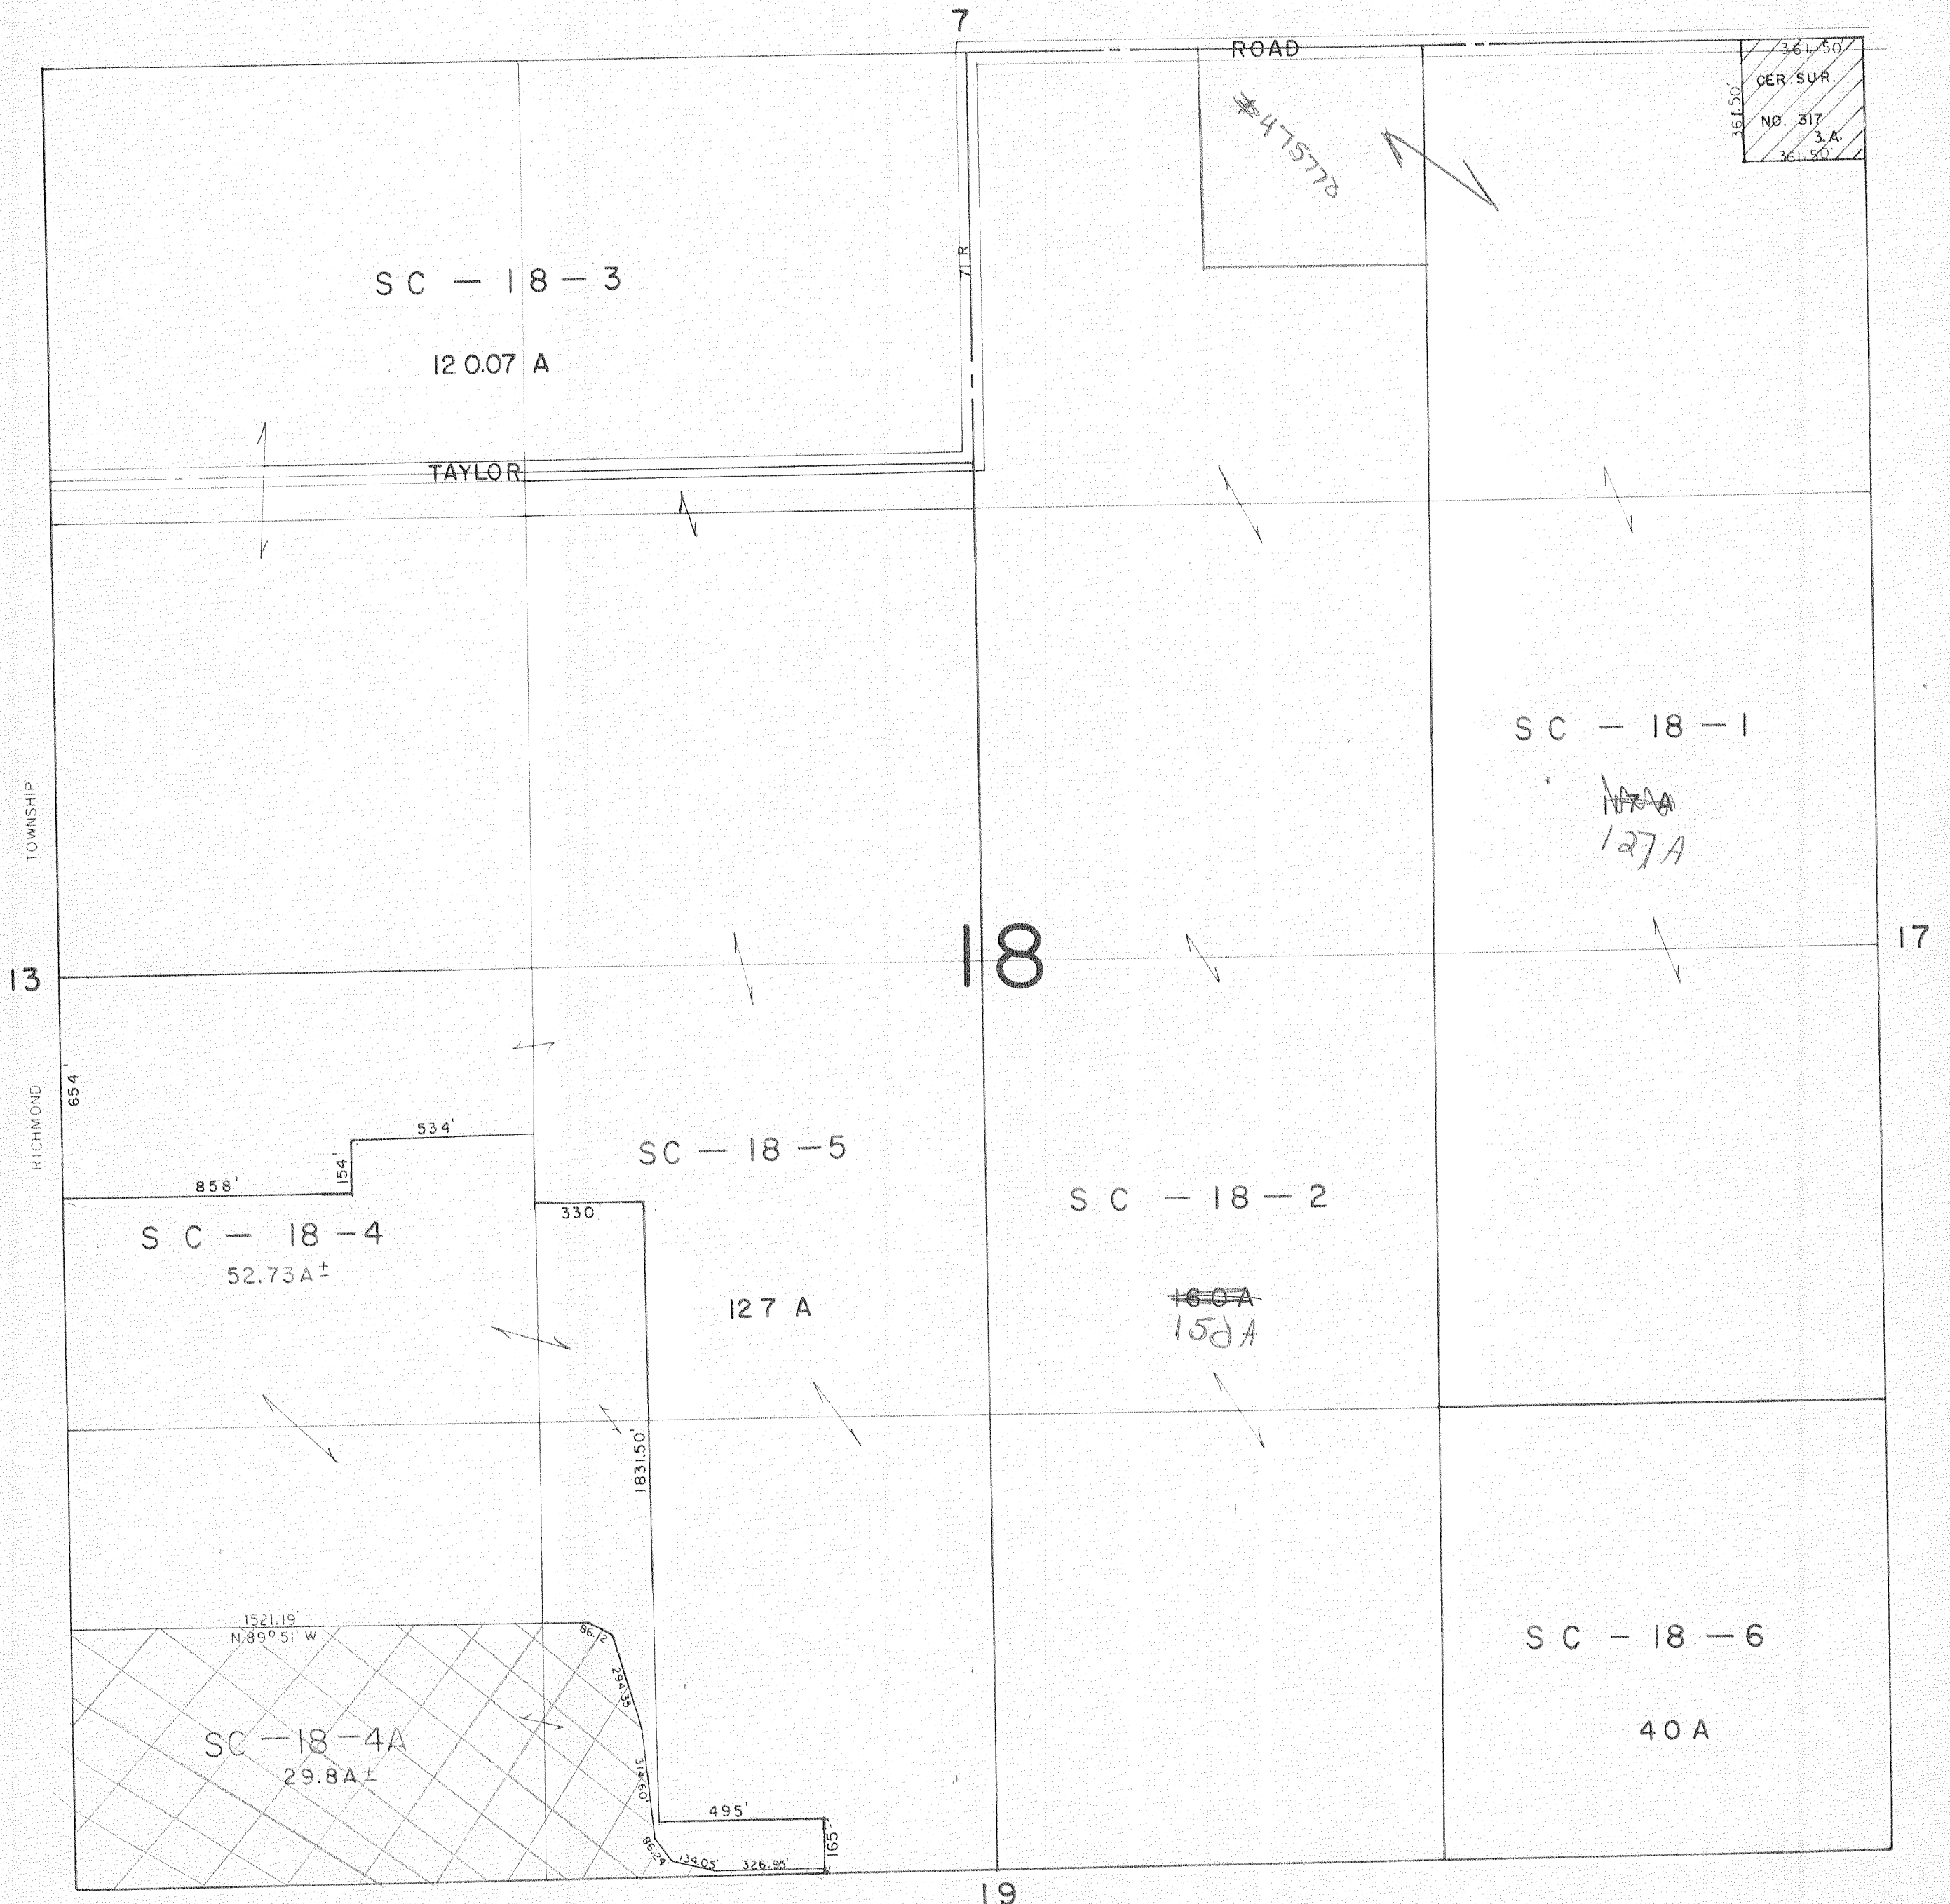 7
ROAD
361.50'
CER. SUR.
NO. 317
3. A.
361.50'
361.50'
#475770
71 R
SC - 18 - 3
120.07 A
TAYLOR
SC - 18 - 1
117 A
127 A
TOWNSHIP
18
17
13
654'
RICHMOND
534'
154'
858'
SC - 18 - 5
330'
SC - 18 - 2
SC - 18 - 4
52.73 A ±
127 A
160 A
152 A
1831.50'
1521.19'
N 89° 51' W
86.12
294.35
SC - 18 - 6
SC - 18 - 4A
29.8 A ±
40 A
314.60'
495'
165'
86.24'
134.05'
326.95'
19